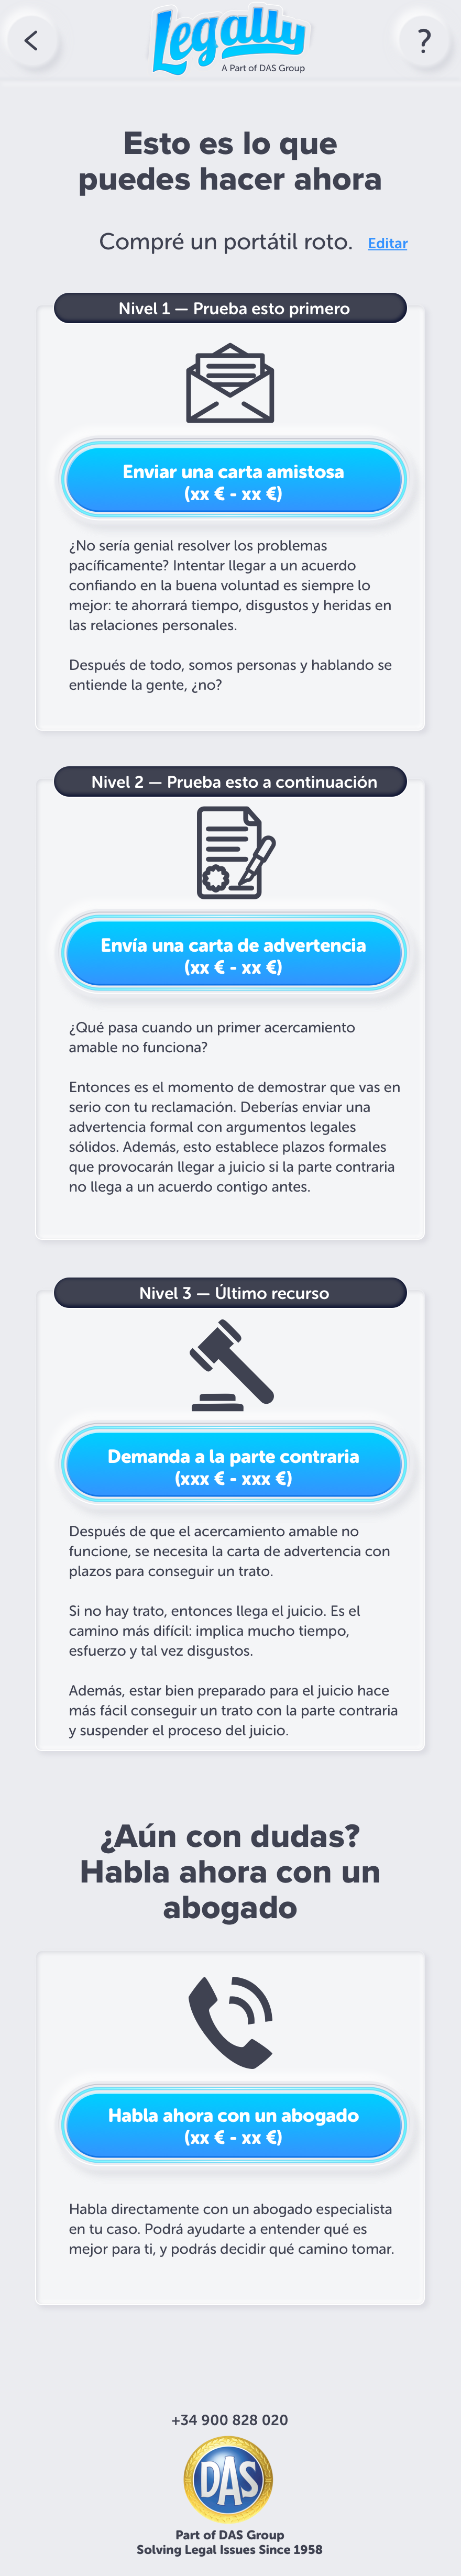 Legally
A Part of DAS Group
?
Esto es lo que
puedes hacer ahora
Compré un portátil roto. Editar
Nivel 1 — Prueba esto primero
Enviar una carta amistosa
(xx € - xx €)
¿No sería genial resolver los problemas
pacíficamente? Intentar llegar a un acuerdo
confiando en la buena voluntad es siempre lo
mejor: te ahorrará tiempo, disgustos y heridas en
las relaciones personales.
Después de todo, somos personas y hablando se
entiende la gente, ¿no?
Nivel 2 — Prueba esto a continuación
Envía una carta de advertencia
(xx € - xx €)
¿Qué pasa cuando un primer acercamiento
amable no funciona?
Entonces es el momento de demostrar que vas en
serio con tu reclamación. Deberías enviar una
advertencia formal con argumentos legales
sólidos. Además, esto establece plazos formales
que provocarán llegar a juicio si la parte contraria
no llega a un acuerdo contigo antes.
Nivel 3 — Último recurso
Demanda a la parte contraria
(xxx € - xxx €)
Después de que el acercamiento amable no
funcione, se necesita la carta de advertencia con
plazos para conseguir un trato.
Si no hay trato, entonces llega el juicio. Es el
camino más difícil: implica mucho tiempo,
esfuerzo y tal vez disgustos.
Además, estar bien preparado para el juicio hace
más fácil conseguir un trato con la parte contraria
y suspender el proceso del juicio.
¿Aún con dudas?
Habla ahora con un
abogado
Habla ahora con un abogado
(xx € - xx €)
Habla directamente con un abogado especialista
en tu caso. Podrá ayudarte a entender qué es
mejor para ti, y podrás decidir qué camino tomar.
+34 900 828 020
DAS
Part of DAS Group
Solving Legal Issues Since 1958